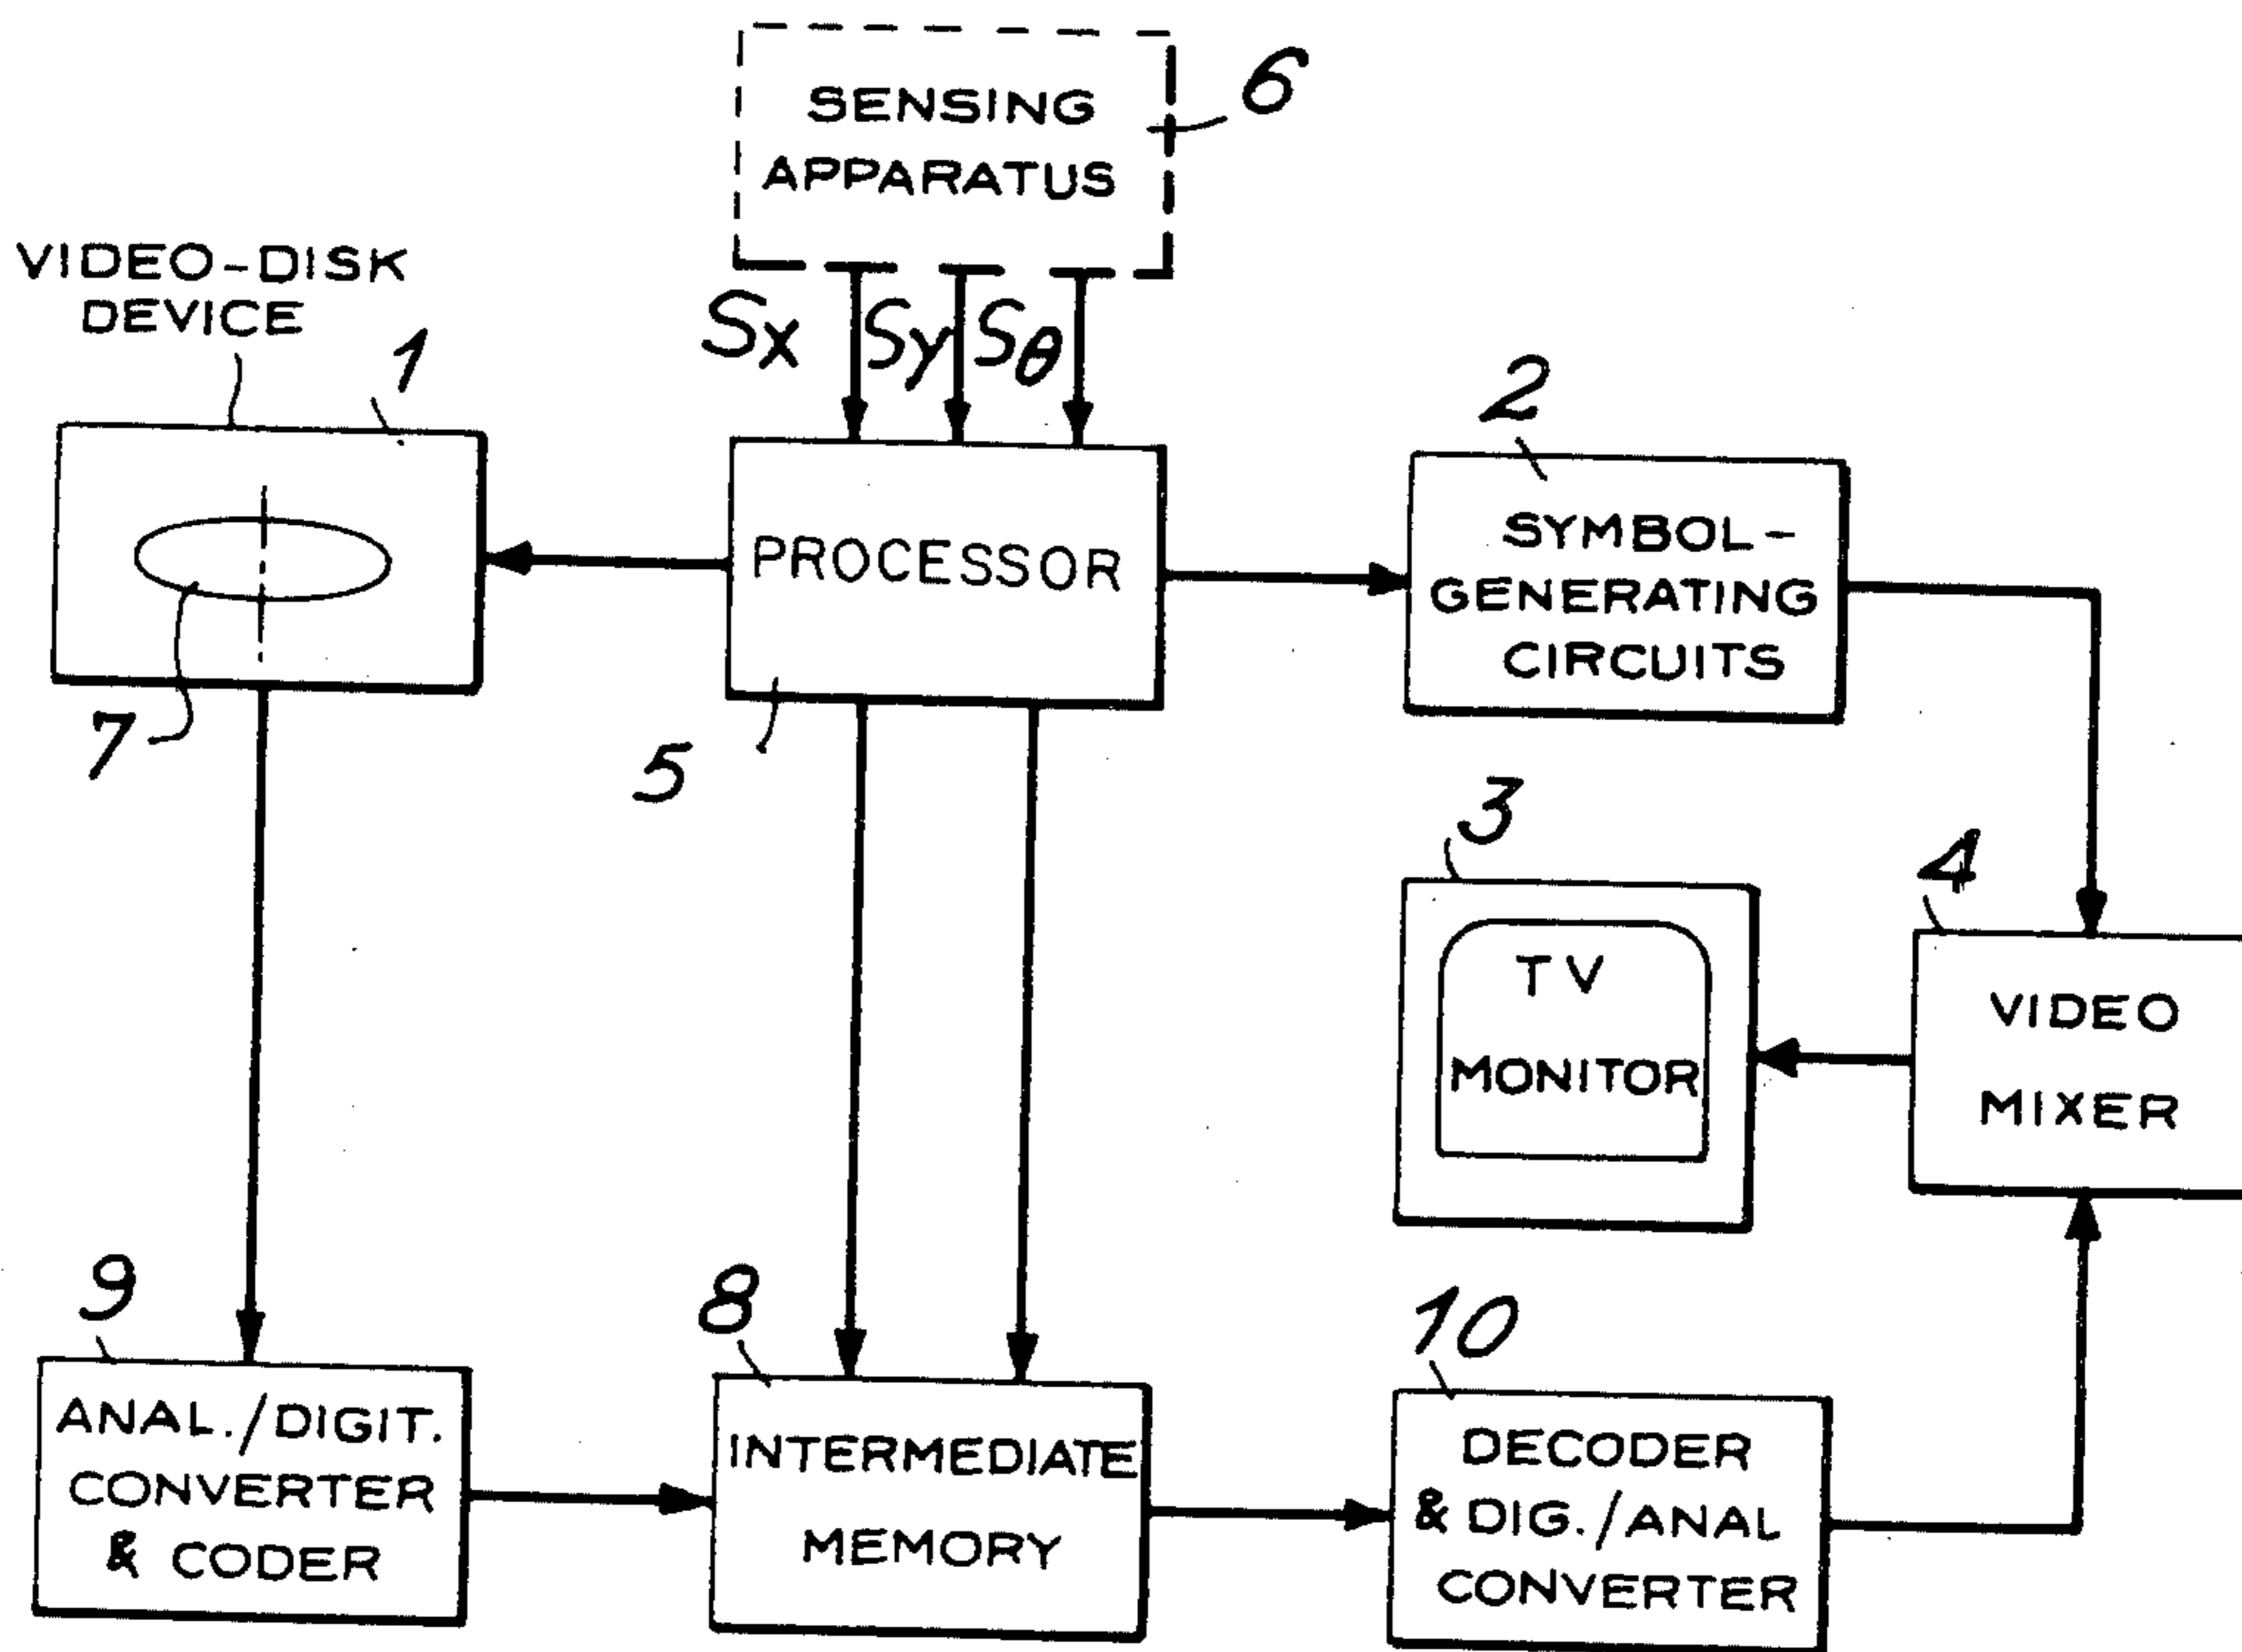 SENSING
APPARATUS
6
VIDEO-DISK
DEVICE
1
Sx
Sy
Sθ
2
PROCESSOR
SYMBOL-
GENERATING
CIRCUITS
7
5
3
4
TV
MONITOR
VIDEO
MIXER
9
8
10
ANAL./DIGIT.
CONVERTER
& CODER
INTERMEDIATE
MEMORY
DECODER
& DIG./ANAL
CONVERTER